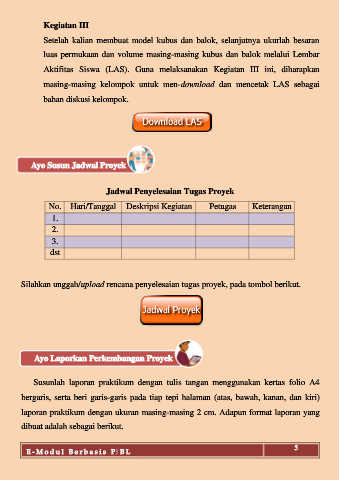 Kegiatan III
Setelah kalian membuat model kubus dan balok, selanjutnya ukurlah besaran
luas permukaan dan volume masing-masing kubus dan balok melalui Lembar
Aktifitas Siswa (LAS). Guna melaksanakan Kegiatan III ini, diharapkan
masing-masing kelompok untuk men-download dan mencetak LAS sebagai
bahan diskusi kelompok.
Download LAS
Ayo Susun Jadwal Proyek
Jadwal Penyelesaian Tugas Proyek
No. Hari/Tanggal Deskripsi Kegiatan Petugas Keterangan
1.
2.
3.
dst
Silahkan unggah/upload rencana penyelesaian tugas proyek, pada tombol berikut.
Jadwal Proyek
Ayo Laporkan Perkembangan Proyek
Susunlah laporan praktikum dengan tulis tangan menggunakan kertas folio A4
bergaris, serta beri garis-garis pada tiap tepi halaman (atas, bawah, kanan, dan kiri)
laporan praktikum dengan ukuran masing-masing 2 cm. Adapun format laporan yang
dibuat adalah sebagai berikut.
E-Modul Berbasis PjBL 5